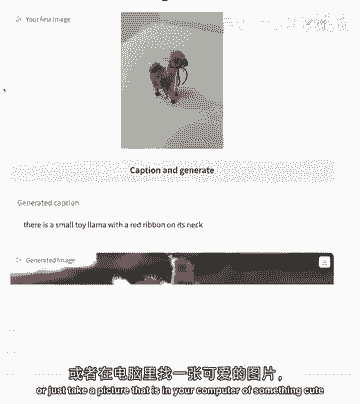 Your first image
Caption and generate
Generated caption
there is a small toy llama with a red ribbon on its neck
Generated Image
或者在电脑里找一张可爱的图片，
or just take a picture that is in your computer of something cute